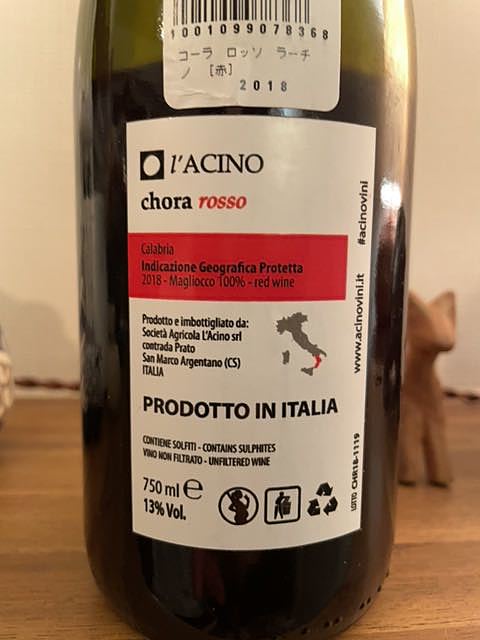 1001099078368
コーラ ロッソ ラーチ
ノ [赤]
2018
l'ACINO
chora rosso
Calabria
Indicazione Geografica Protetta
2018 - Magliocco 100% - red wine
Prodotto e imbottigliato da:
Società Agricola L'Acino srl
contrada Prato
San Marco Argentano (CS)
ITALIA
PRODOTTO IN ITALIA
CONTIENE SOLFITI - CONTAINS SULPHITES
VINO NON FILTRATO - UNFILTERED WINE
750 ml e
13% Vol.
#acinovini
www.acinovini.it
LOTTO CHR18-1119